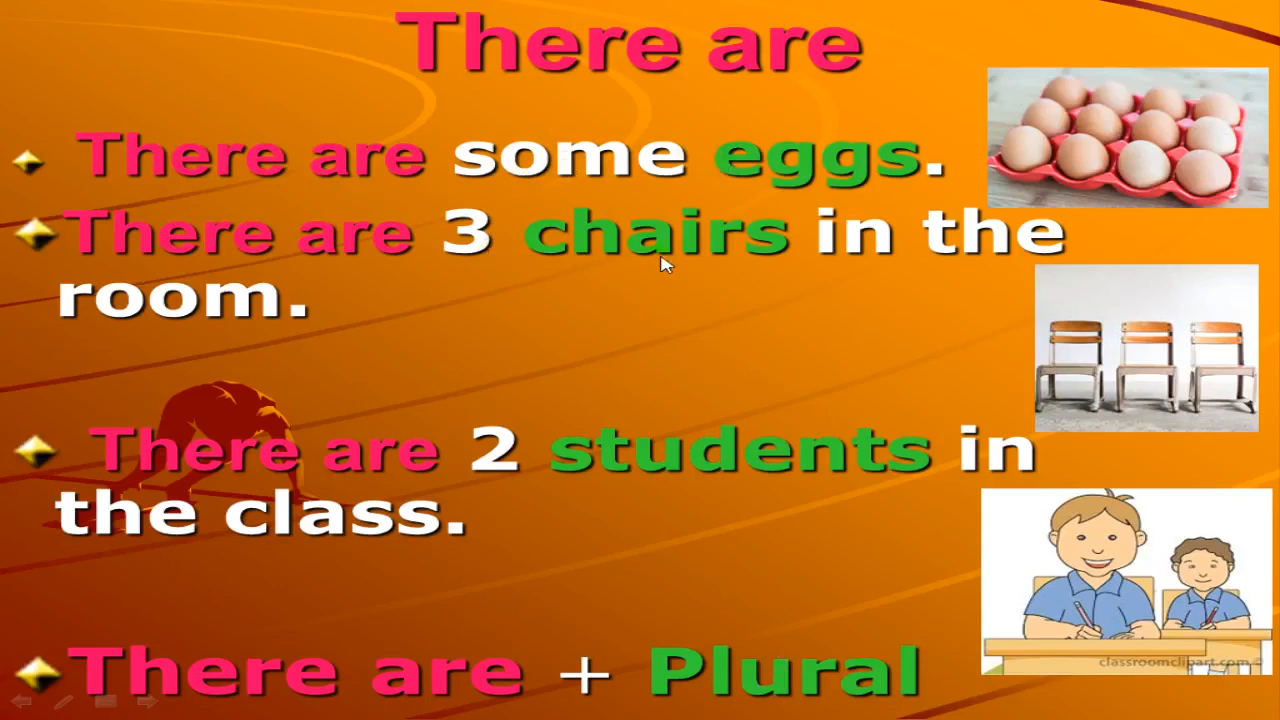 There are
There are some eggs.
There are 3 chairs in the
room.
There are 2 students in
the class.
classroomclipart.com ©
There are + Plural